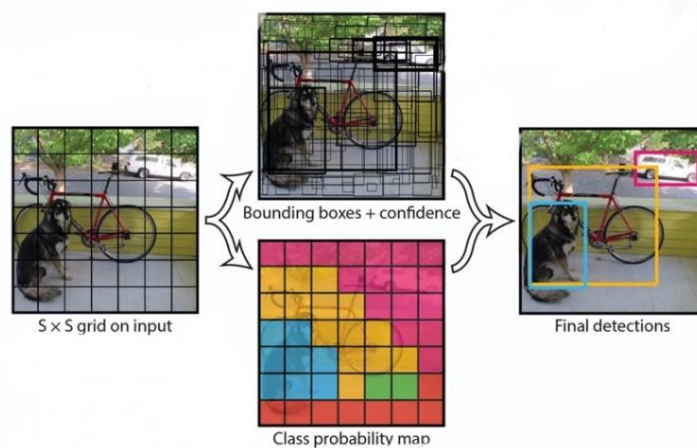 Bounding boxes + confidence
S × S grid on input
Final detections
Class probability map